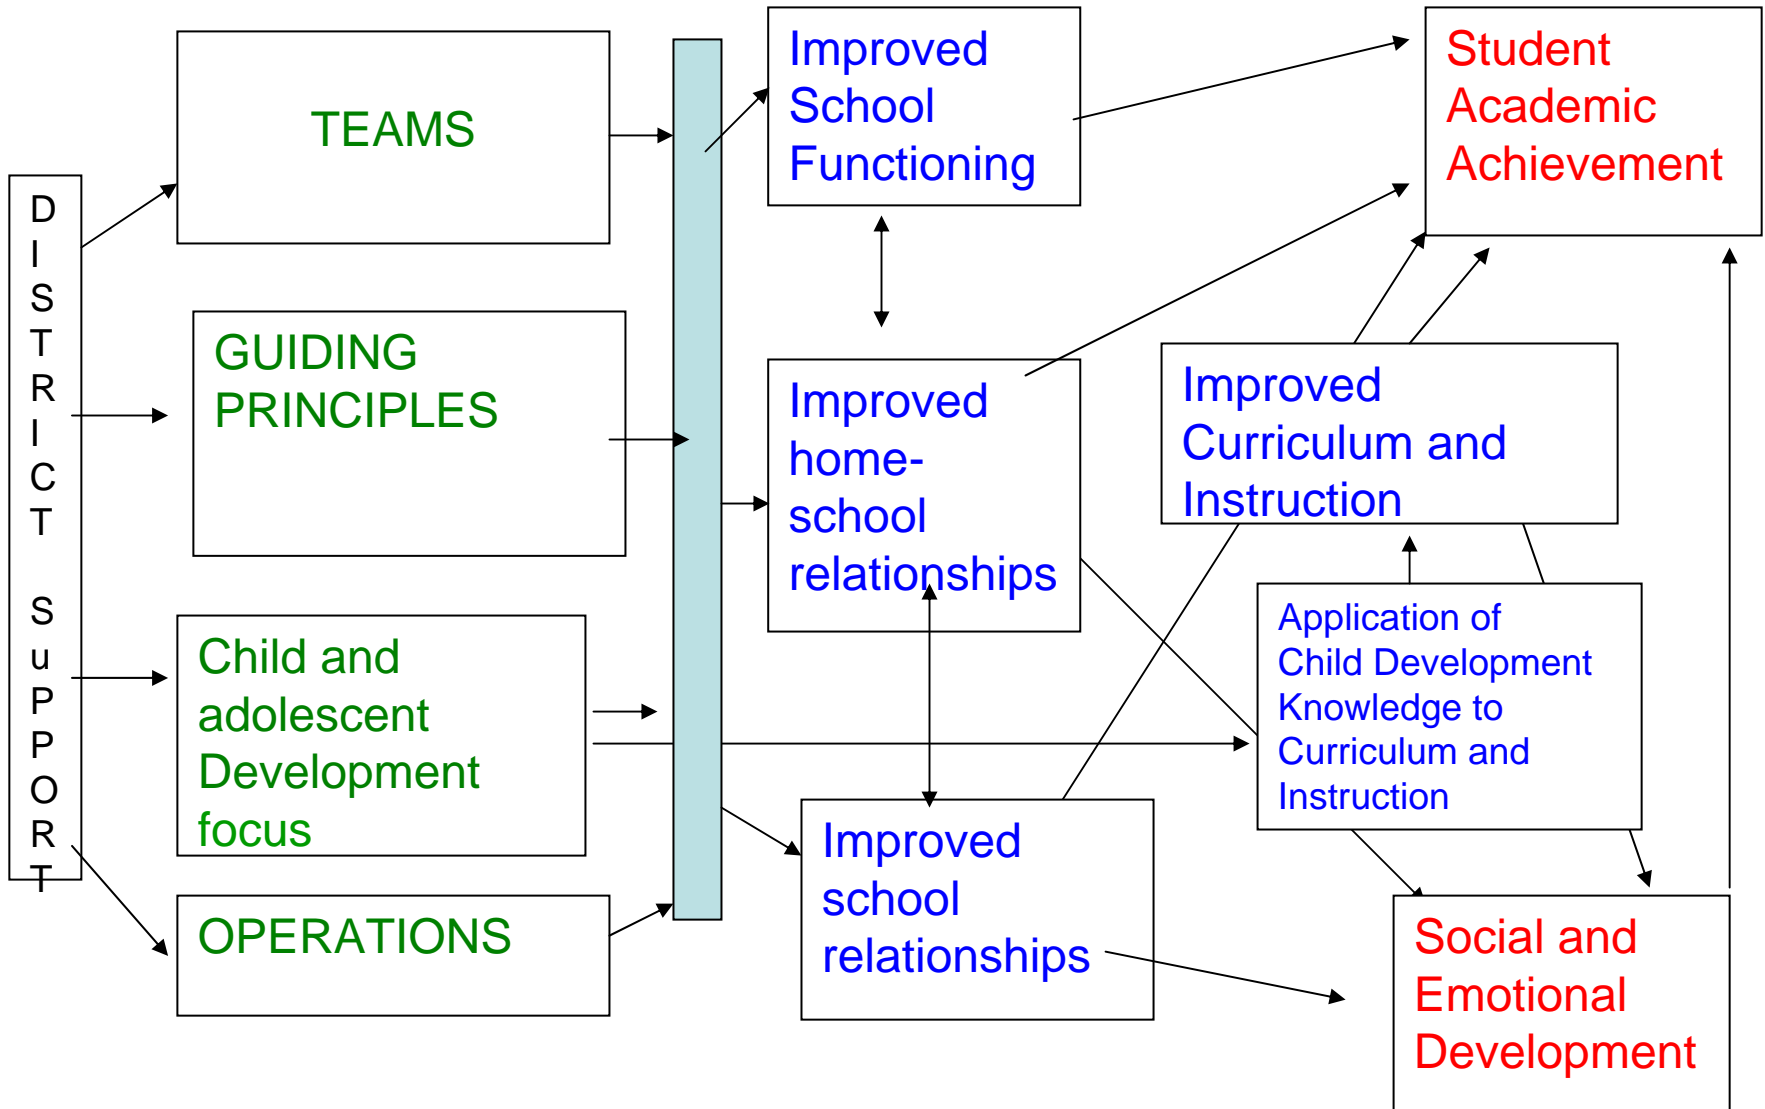 D
I
S
T
R
I
C
T
S
u
P
P
O
R
T
TEAMS
GUIDING
PRINCIPLES
Child and
adolescent
Development
focus
OPERATIONS
Improved
School
Functioning
Improved
home-
school
relationships
Improved
school
relationships
Improved
Curriculum and
Instruction
Application of
Child Development
Knowledge to
Curriculum and
Instruction
Student
Academic
Achievement
Social and
Emotional
Development